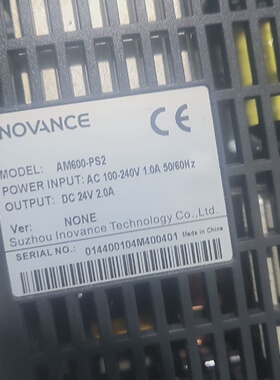 INOVANCE
CE
MODEL: AM600-PS2
POWER INPUT: AC 100-240V 1.0A 50/60Hz
OUTPUT: DC 24V 2.0A
Ver: NONE
Suzhou Inovance Technology Co.,Ltd.
SERIAL NO.: 014400104M400401 Made in China